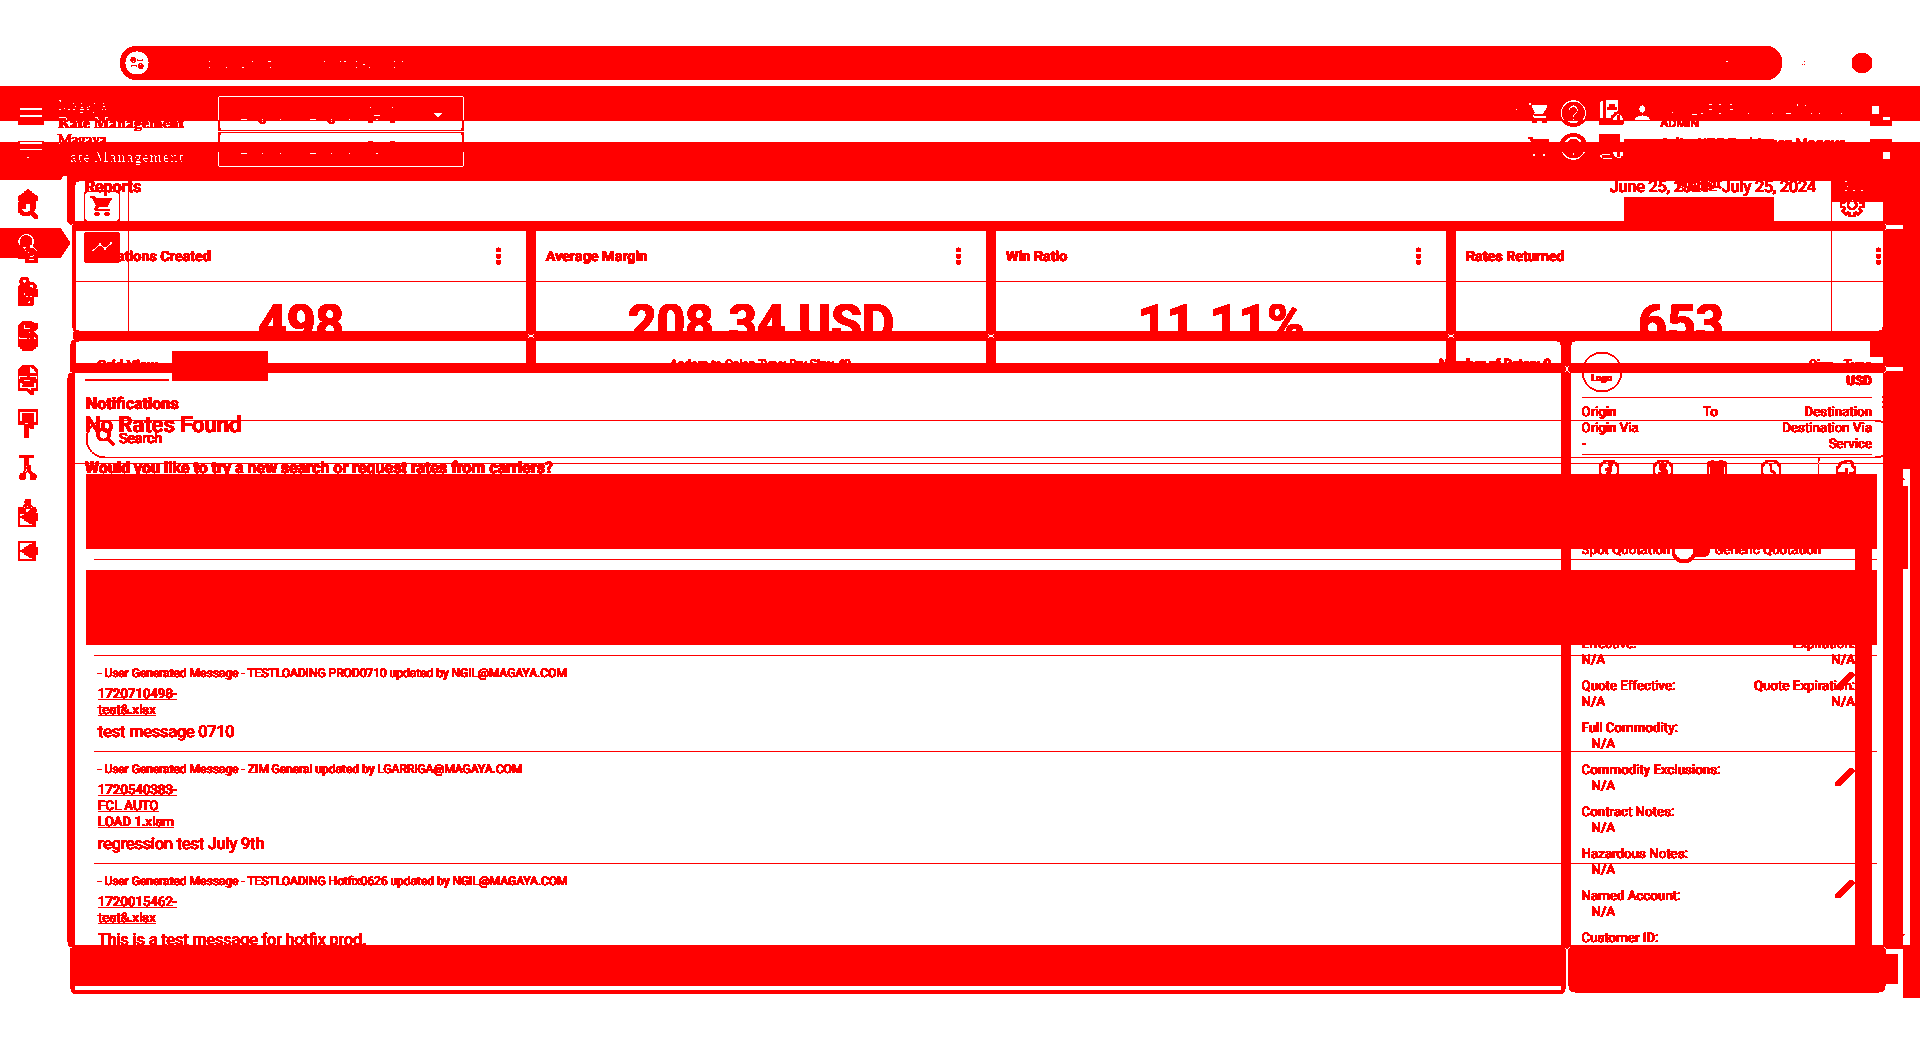 Magaya
Rate Management
Magaya
Rate Management
ADMIN
Reports
June 25, July 25, 2024
Created
Average Margin
Win Ratio
Rates Returned
498
208.34 USD
11.11%
653
Grid View
Number of Rates: 0
Logo
USD
Notifications
No Rates Found
Search
Would you like to try a new search or request rates from carriers?
Origin To Destination
Origin Via Destination Via
- Service
Spot Quotation Generic Quotation
Effective: Expiration:
N/A N/A
Quote Effective: Quote Expiration:
N/A N/A
Full Commodity:
N/A
Commodity Exclusions:
N/A
Contract Notes:
N/A
Hazardous Notes:
N/A
Named Account:
N/A
Customer ID:
- User Generated Message - TESTLOADING PROD0710 updated by NGIL@MAGAYA.COM
1720710498-
test&.xlsx
test message 0710
- User Generated Message - ZIM General updated by LGARRIGA@MAGAYA.COM
1720540383-
FCL AUTO
LOAD 1.xlsm
regression test July 9th
- User Generated Message - TESTLOADING Hotfix0626 updated by NGIL@MAGAYA.COM
1720015462-
test&.xlsx
This is a test message for hotfix prod.